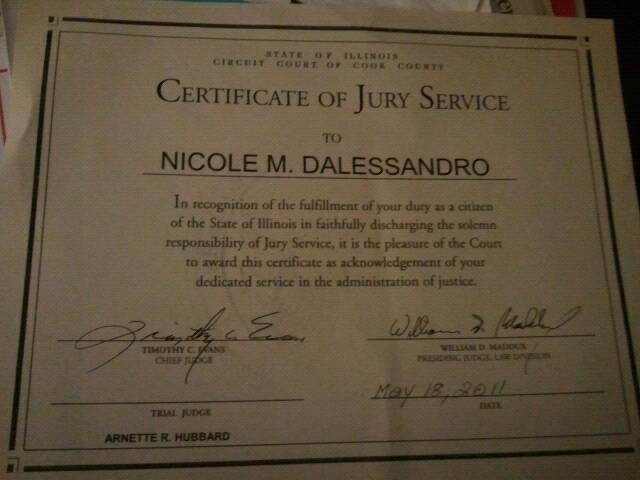 STATE OF ILLINOIS
CIRCUIT COURT OF COOK COUNTY
CERTIFICATE OF JURY SERVICE
TO
NICOLE M. DALESSANDRO
In recognition of the fulfillment of your duty as a citizen
of the State of Illinois in faithfully discharging the solemn
responsibility of Jury Service, it is the pleasure of the Court
to award this certificate as acknowledgement of your
dedicated service in the administration of justice.
Timothy C. Evans
William D. Maddux
TIMOTHY C. EVANS
CHIEF JUDGE
WILLIAM D. MADDUX
PRESIDING JUDGE, LAW DIVISION
May 18, 2011
TRIAL JUDGE
DATE
ARNETTE R. HUBBARD